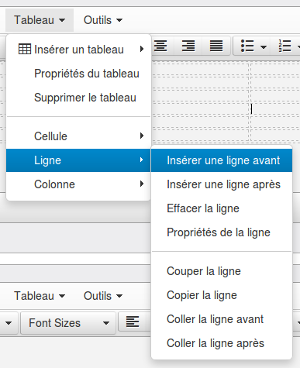 Tableau Outils
Insérer un tableau
Propriétés du tableau
Supprimer le tableau
Cellule
Ligne
Colonne
Insérer une ligne avant
Insérer une ligne après
Effacer la ligne
Propriétés de la ligne
Couper la ligne
Copier la ligne
Coller la ligne avant
Coller la ligne après
Tableau Outils
Font Sizes